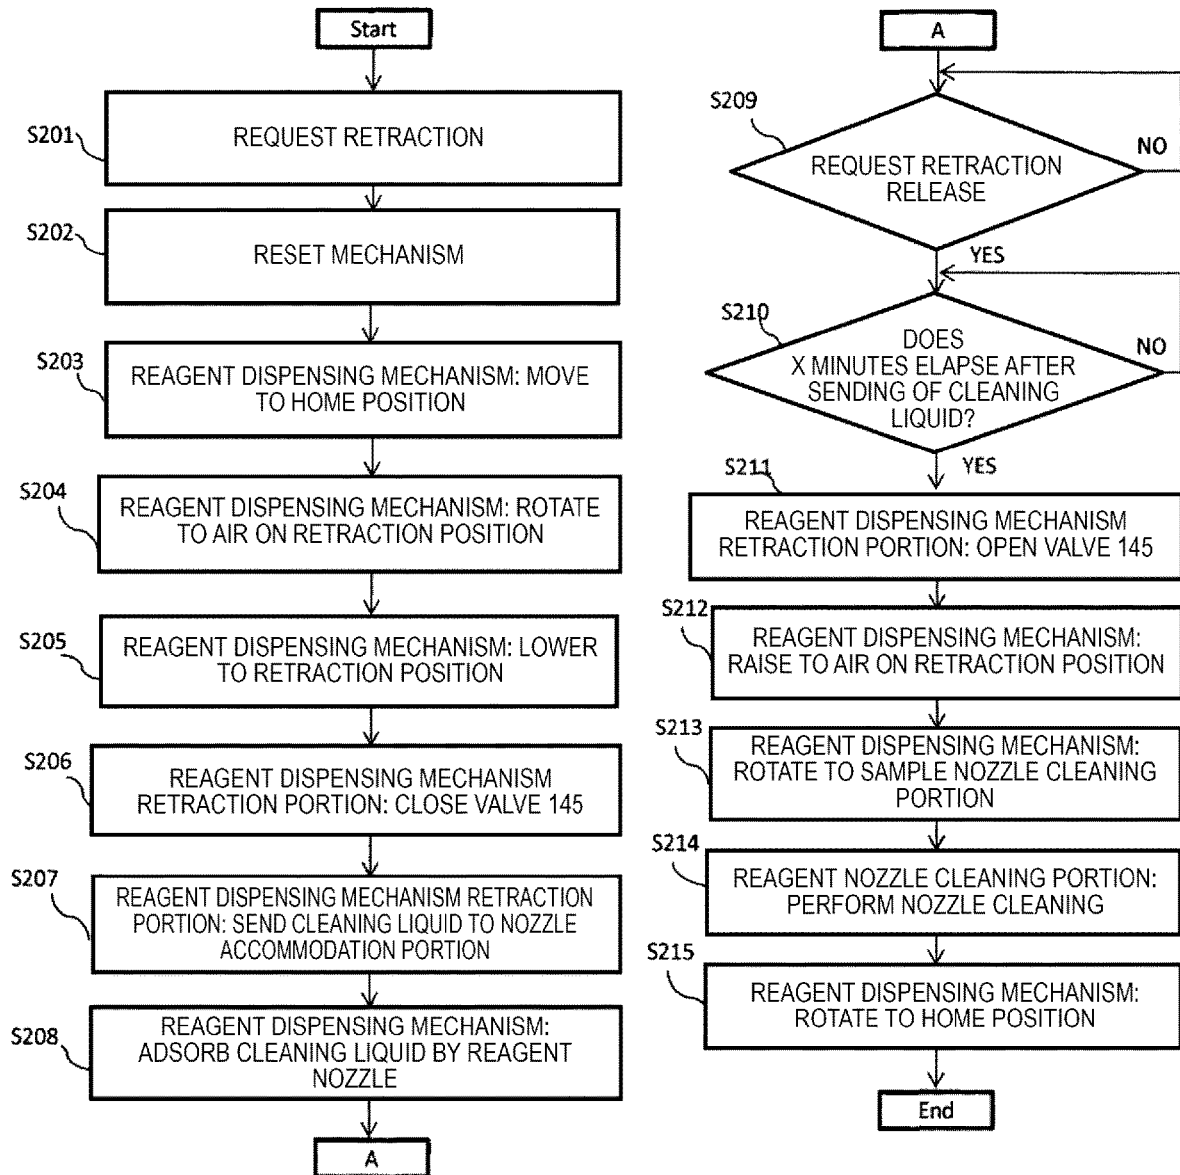 Start
S201
REQUEST RETRACTION
S202
RESET MECHANISM
S203
REAGENT DISPENSING MECHANISM: MOVE
TO HOME POSITION
S204
REAGENT DISPENSING MECHANISM: ROTATE
TO AIR ON RETRACTION POSITION
S205
REAGENT DISPENSING MECHANISM: LOWER
TO RETRACTION POSITION
S206
REAGENT DISPENSING MECHANISM
RETRACTION PORTION: CLOSE VALVE 145
S207
REAGENT DISPENSING MECHANISM RETRACTION
PORTION: SEND CLEANING LIQUID TO NOZZLE
ACCOMMODATION PORTION
S208
REAGENT DISPENSING MECHANISM:
ADSORB CLEANING LIQUID BY REAGENT
NOZZLE
A
A
S209
REQUEST RETRACTION
RELEASE
NO
YES
S210
DOES
X MINUTES ELAPSE AFTER
SENDING OF CLEANING
LIQUID?
NO
YES
S211
REAGENT DISPENSING MECHANISM
RETRACTION PORTION: OPEN VALVE 145
S212
REAGENT DISPENSING MECHANISM:
RAISE TO AIR ON RETRACTION POSITION
S213
REAGENT DISPENSING MECHANISM:
ROTATE TO SAMPLE NOZZLE CLEANING
PORTION
S214
REAGENT NOZZLE CLEANING PORTION:
PERFORM NOZZLE CLEANING
S215
REAGENT DISPENSING MECHANISM:
ROTATE TO HOME POSITION
End